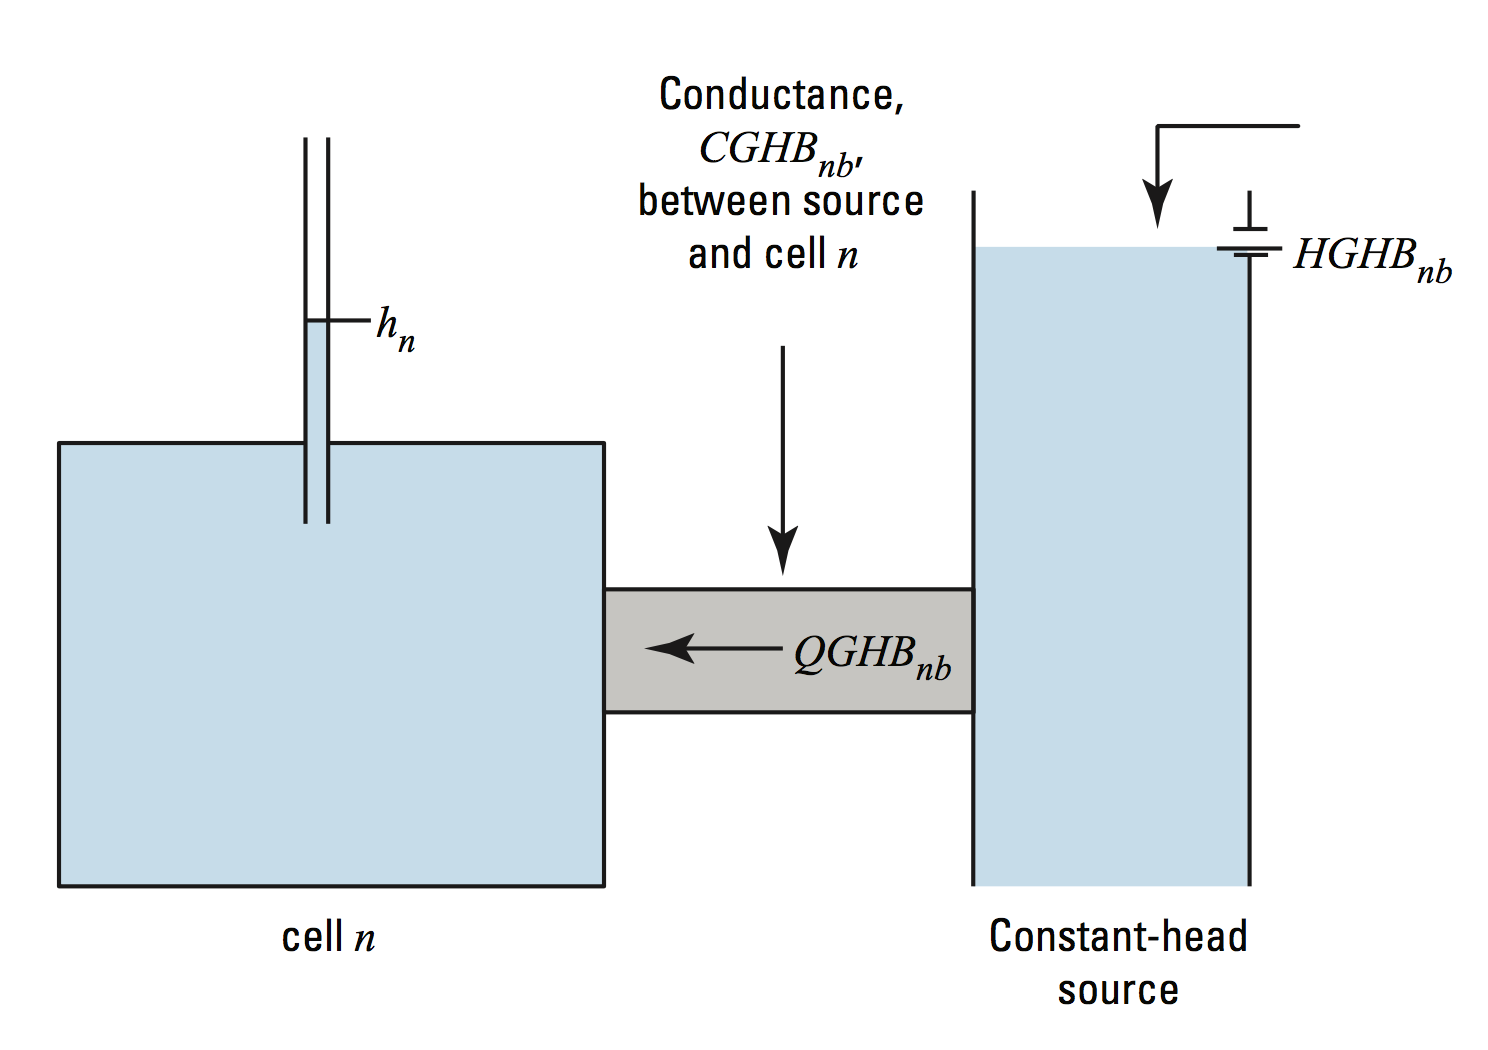 Conductance,
CGHBnb,
between source
and cell n
HGHBnb
hn
QGHBnb
cell n
Constant-head
source